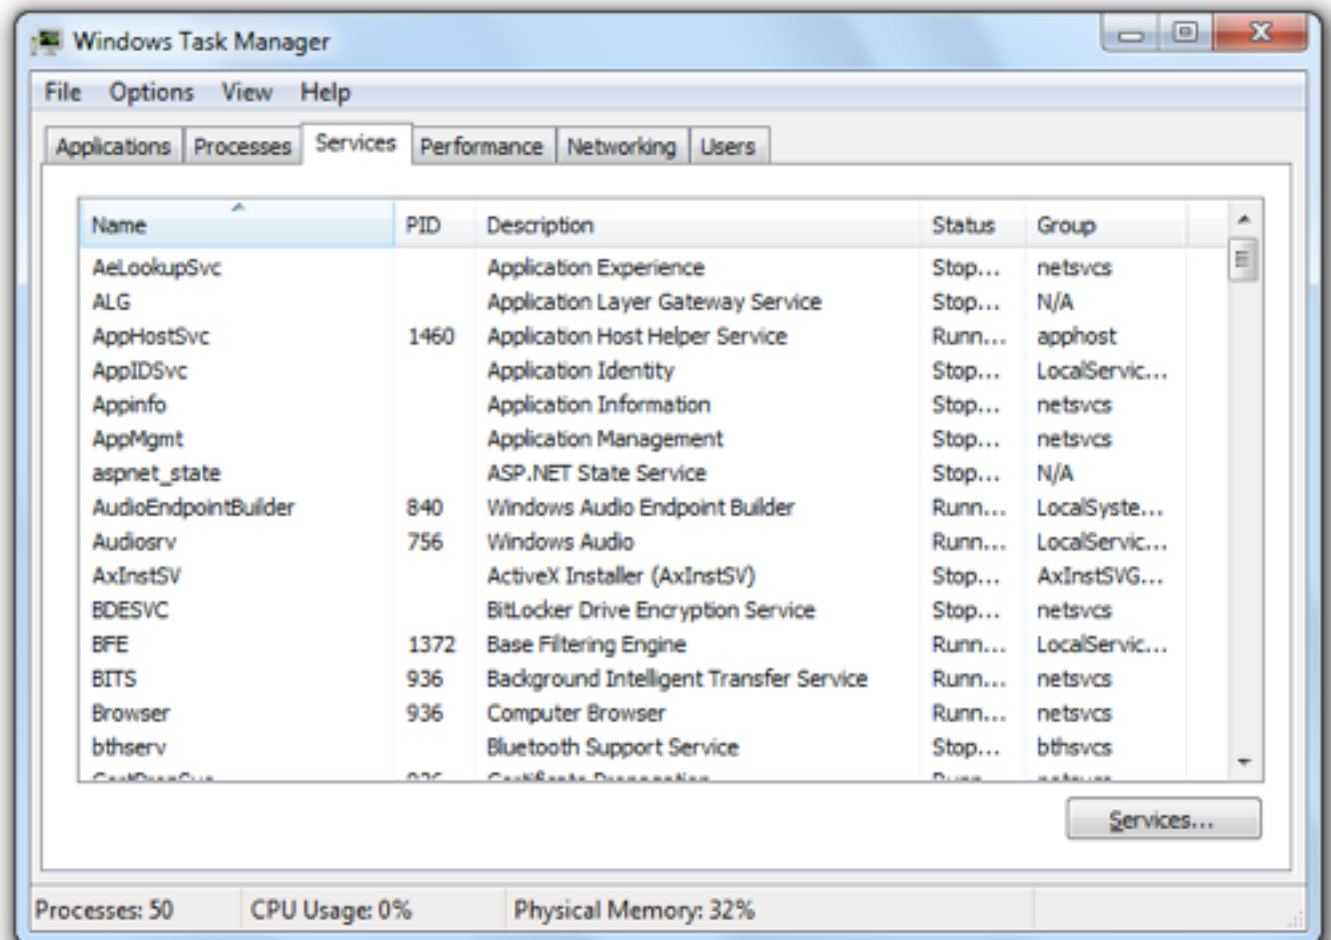 Windows Task Manager
File Options View Help
Applications Processes Services Performance Networking Users
Name PID Description Status Group
AeLookupSvc Application Experience Stop... netsvcs
ALG Application Layer Gateway Service Stop... N/A
AppHostSvc 1460 Application Host Helper Service Runn... apphost
AppIDSvc Application Identity Stop... LocalServic...
Appinfo Application Information Stop... netsvcs
AppMgmt Application Management Stop... netsvcs
aspnet_state ASP.NET State Service Stop... N/A
AudioEndpointBuilder 840 Windows Audio Endpoint Builder Runn... LocalSyste...
Audiosrv 756 Windows Audio Runn... LocalServic...
AxInstSV ActiveX Installer (AxInstSV) Stop... AxInstSVG...
BDESVC BitLocker Drive Encryption Service Stop... netsvcs
BFE 1372 Base Filtering Engine Runn... LocalServic...
BITS 936 Background Intelligent Transfer Service Runn... netsvcs
Browser 936 Computer Browser Runn... netsvcs
bthserv Bluetooth Support Service Stop... bthsvcs
Services...
Processes: 50 CPU Usage: 0% Physical Memory: 32%